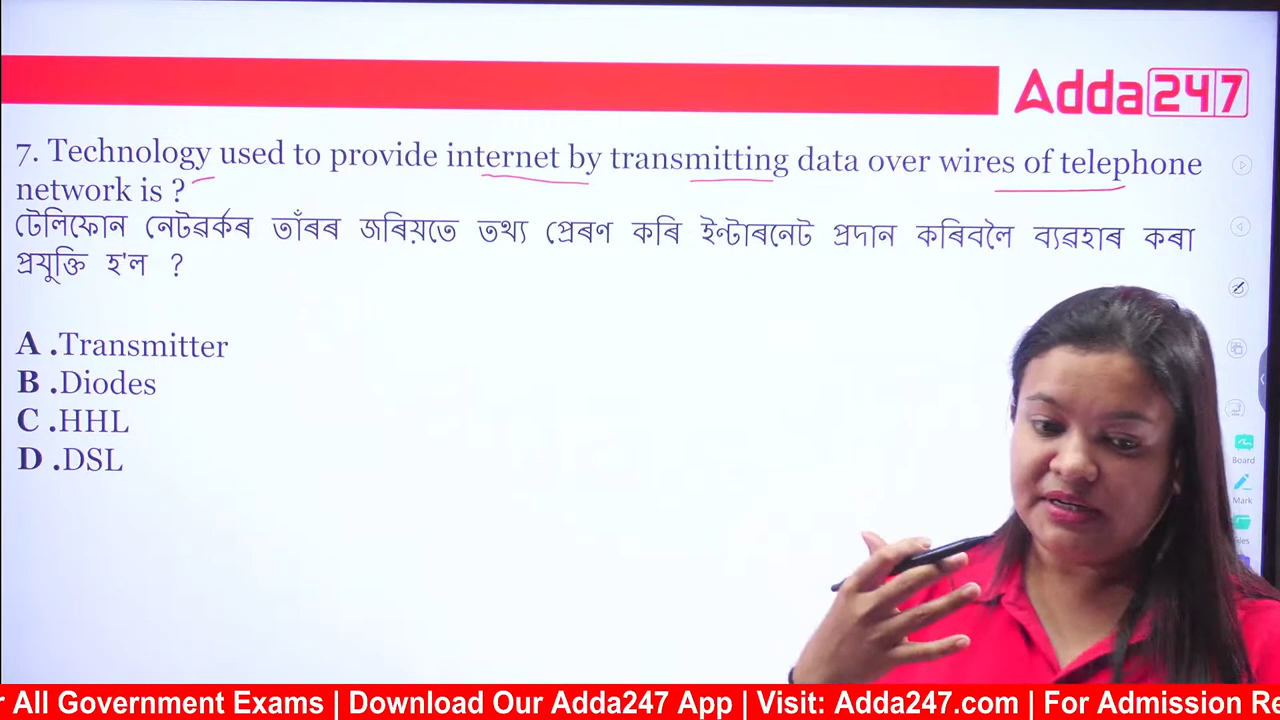 Adda247
7. Technology used to provide internet by transmitting data over wires of telephone
network is ?
টেলিফোন নেটৱৰ্কৰ তাঁৰৰ জৰিয়তে তথ্য প্ৰেৰণ কৰি ইন্টাৰনেট প্ৰদান কৰিবলৈ ব্যৱহাৰ কৰা
প্ৰযুক্তি হ'ল ?
A .Transmitter
B .Diodes
C .HHL
D .DSL
Board
Mark
All Government Exams | Download Our Adda247 App | Visit: Adda247.com | For Admission